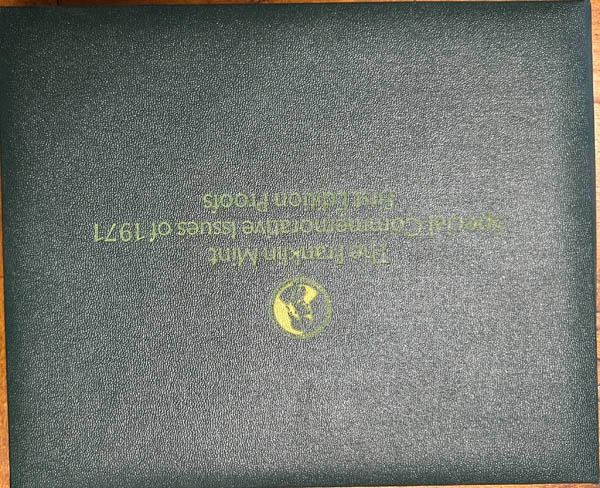 The Franklin Mint
Special Commemorative Issues of 1971
First Edition Proofs